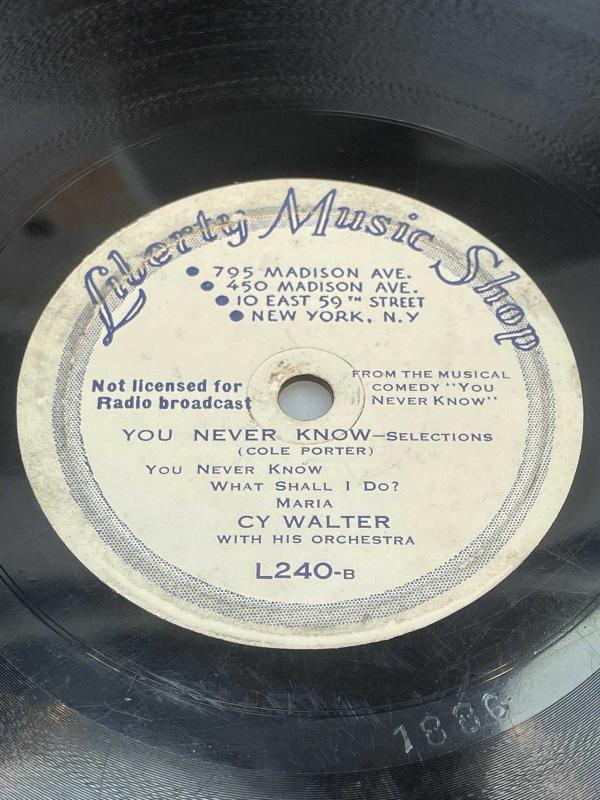 Liberty Music Shop
• 795 MADISON AVE.
• 450 MADISON AVE.
• 10 EAST 59TH STREET
• NEW YORK, N.Y
Not licensed for
Radio broadcast
FROM THE MUSICAL
COMEDY "YOU
NEVER KNOW"
YOU NEVER KNOW—SELECTIONS
(COLE PORTER)
YOU NEVER KNOW
WHAT SHALL I DO?
MARIA
CY WALTER
WITH HIS ORCHESTRA
L240-B
1886